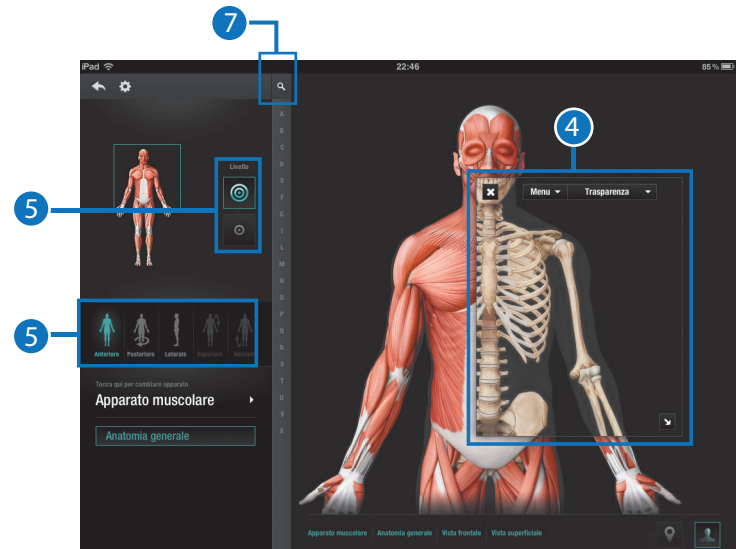 7
iPad
22:46
85 %
4
Livello
5
A
B
C
D
E
F
G
I
L
M
N
O
P
Q
R
S
T
U
V
X
Menu
Trasparenza
5
Anteriore Posteriore Laterale Superiore Inferiore
Tocca qui per cambiare apparato
Apparato muscolare
Anatomia generale
Apparato muscolare Anatomia generale Vista frontale Vista superficiale